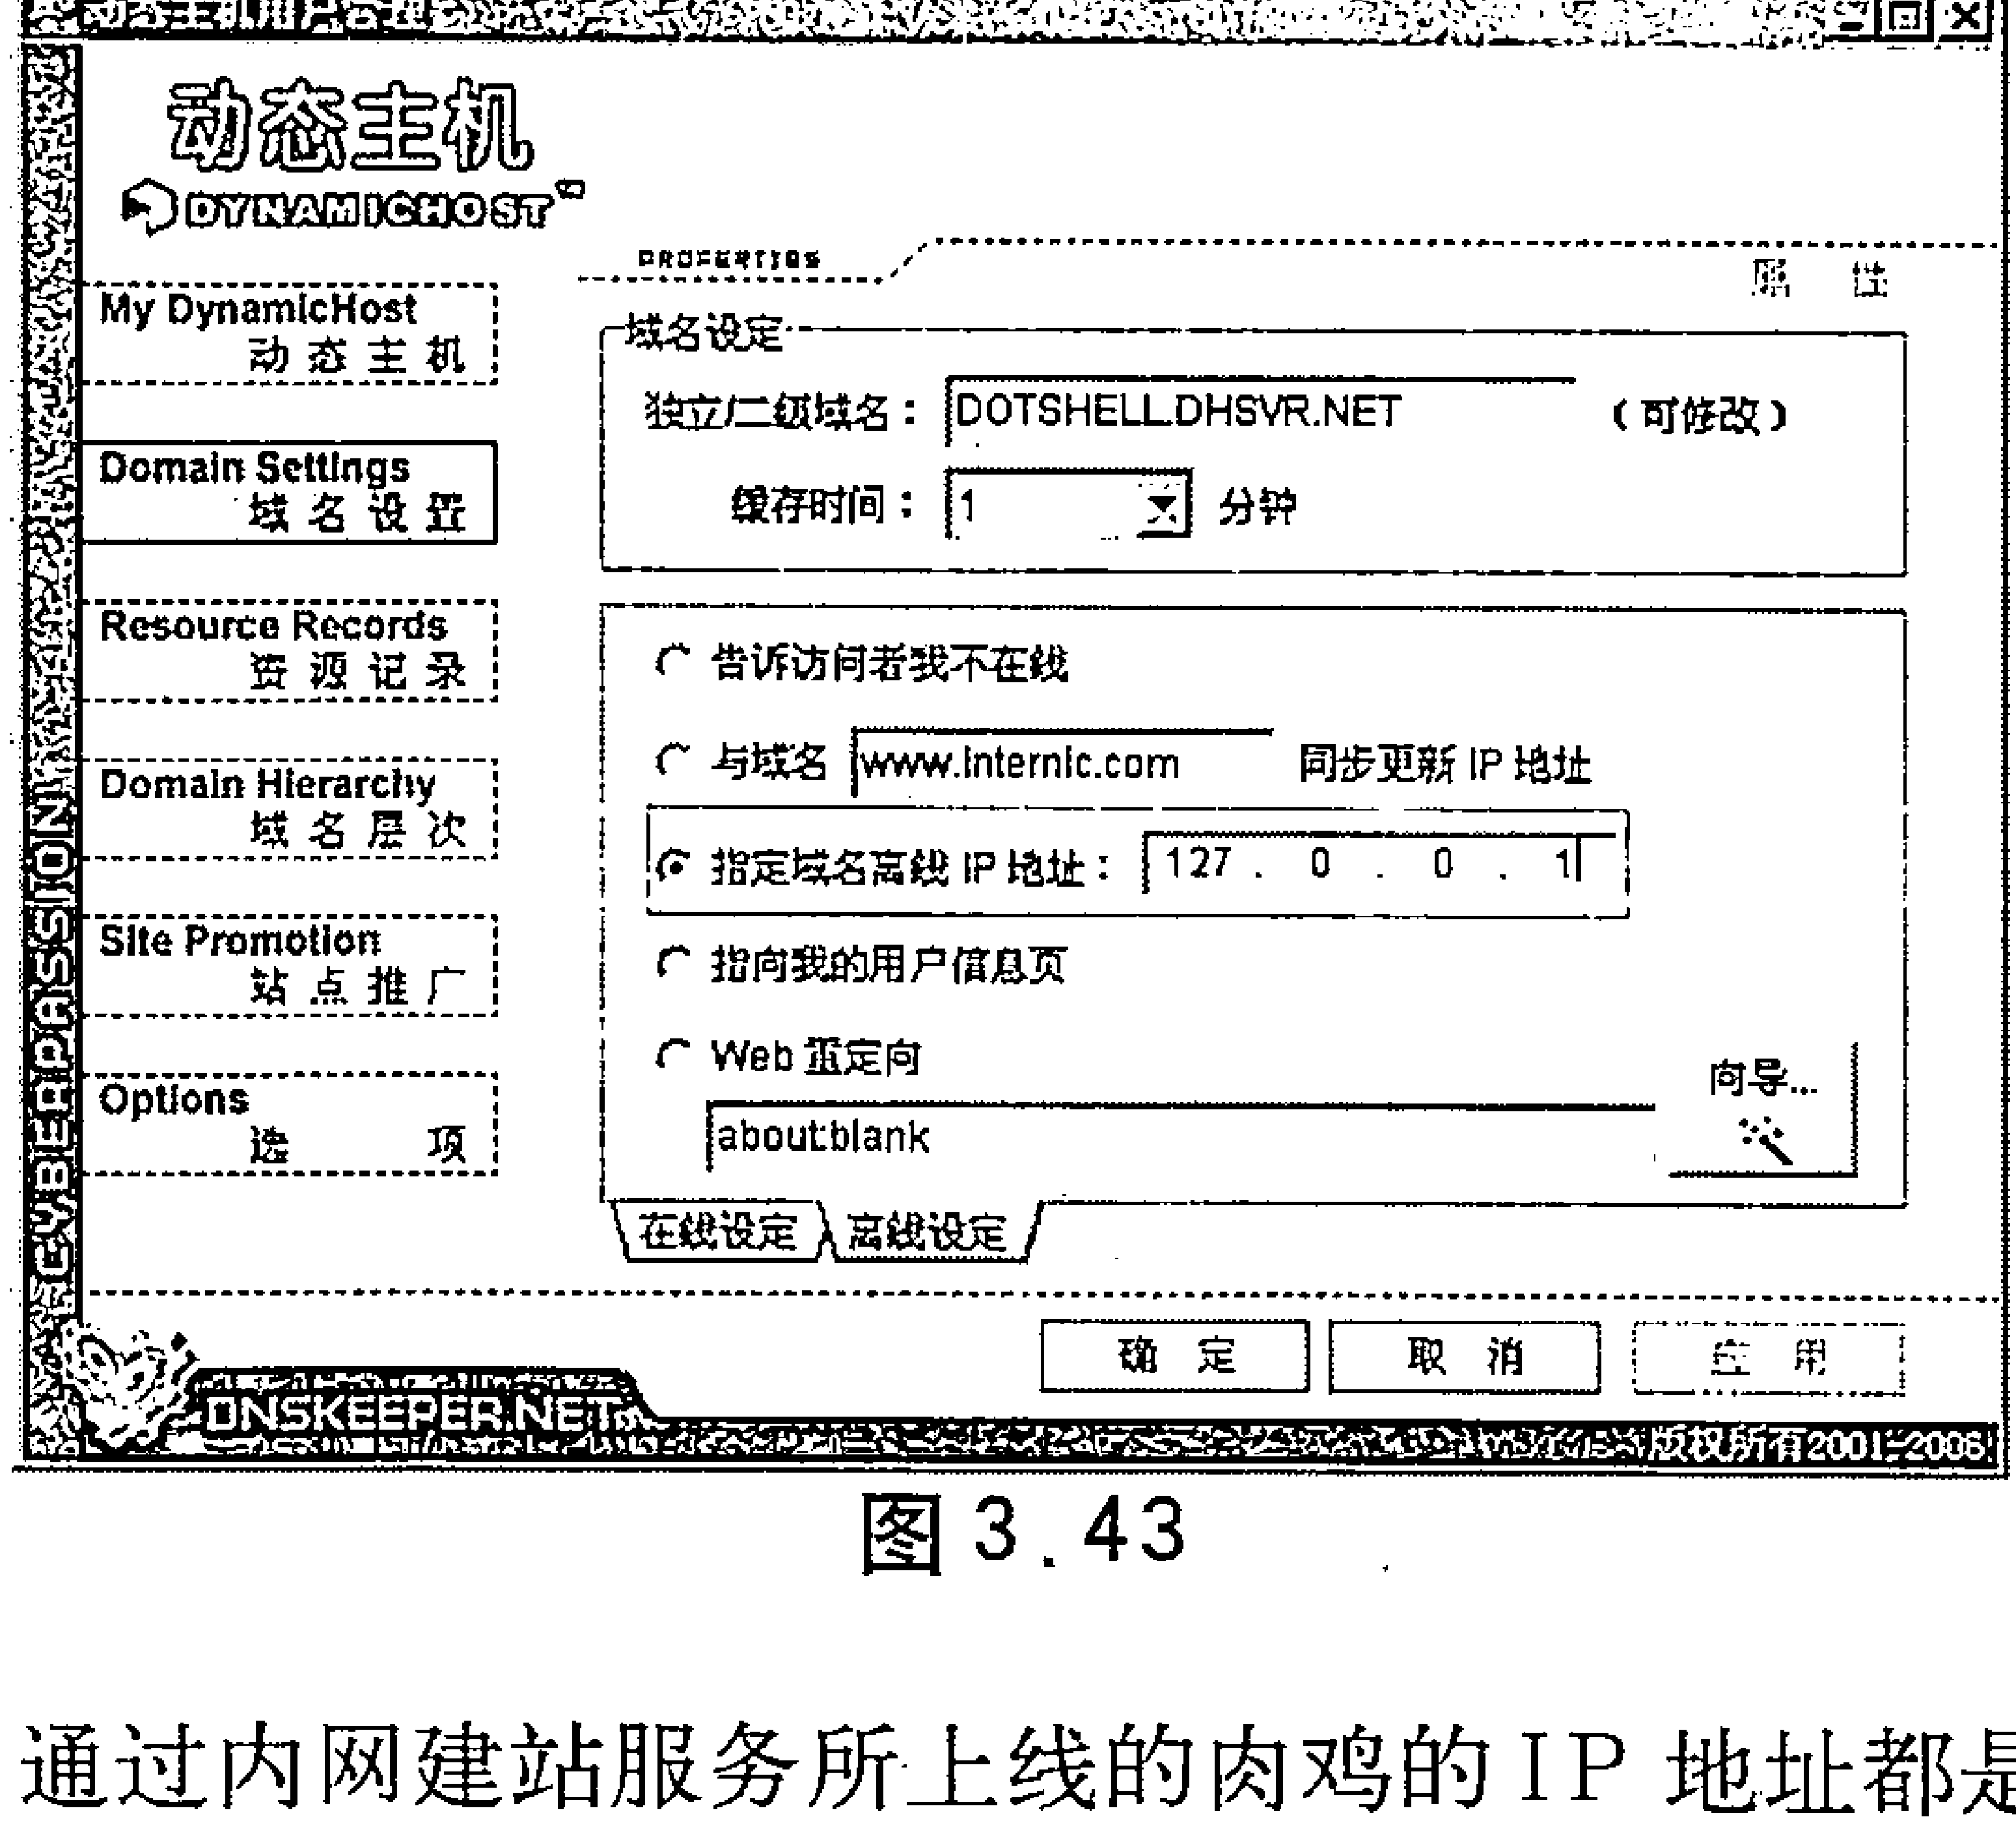 动态主机用户管理
动态主机
DYNAMICHOST
PROPERTIES
属 性
My DynamicHost
动态主机
Domain Settings
域名设置
Resource Records
资源记录
Domain Hierarchy
域名层次
Site Promotion
站点推广
Options
选 项
CYBERPASSION
域名设定
独立/二级域名： DOTSHELL.DHSVR.NET （可修改）
缓存时间： 1 分钟
告诉访问者我不在线
与域名 www.internic.com 同步更新 IP 地址
指定域名离线 IP 地址： 127 . 0 . 0 . 1
指向我的用户信息页
Web 重定向
about:blank
向导...
在线设定 离线设定
确 定 取 消 应 用
DNSKEEPER.NET
版权所有2001-2006
图 3.43
通过内网建站服务所上线的肉鸡的 IP 地址都是